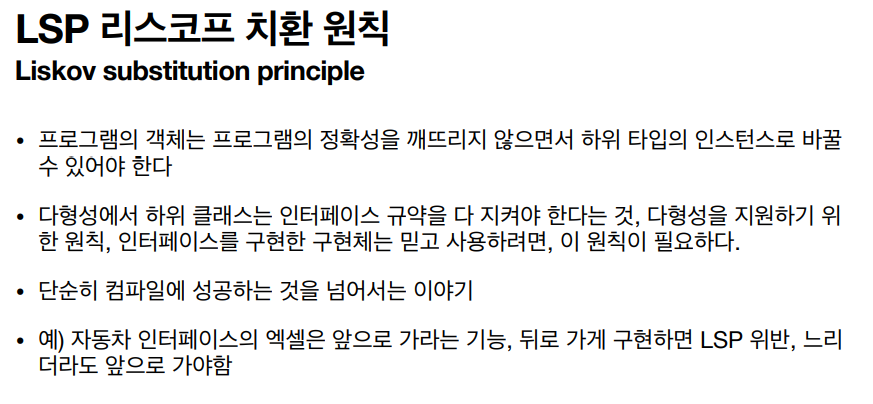 LSP 리스코프 치환 원칙
Liskov substitution principle
• 프로그램의 객체는 프로그램의 정확성을 깨뜨리지 않으면서 하위 타입의 인스턴스로 바꿀
수 있어야 한다
• 다형성에서 하위 클래스는 인터페이스 규약을 다 지켜야 한다는 것, 다형성을 지원하기 위
한 원칙, 인터페이스를 구현한 구현체는 믿고 사용하려면, 이 원칙이 필요하다.
• 단순히 컴파일에 성공하는 것을 넘어서는 이야기
• 예) 자동차 인터페이스의 엑셀은 앞으로 가라는 기능, 뒤로 가게 구현하면 LSP 위반, 느리
더라도 앞으로 가야함